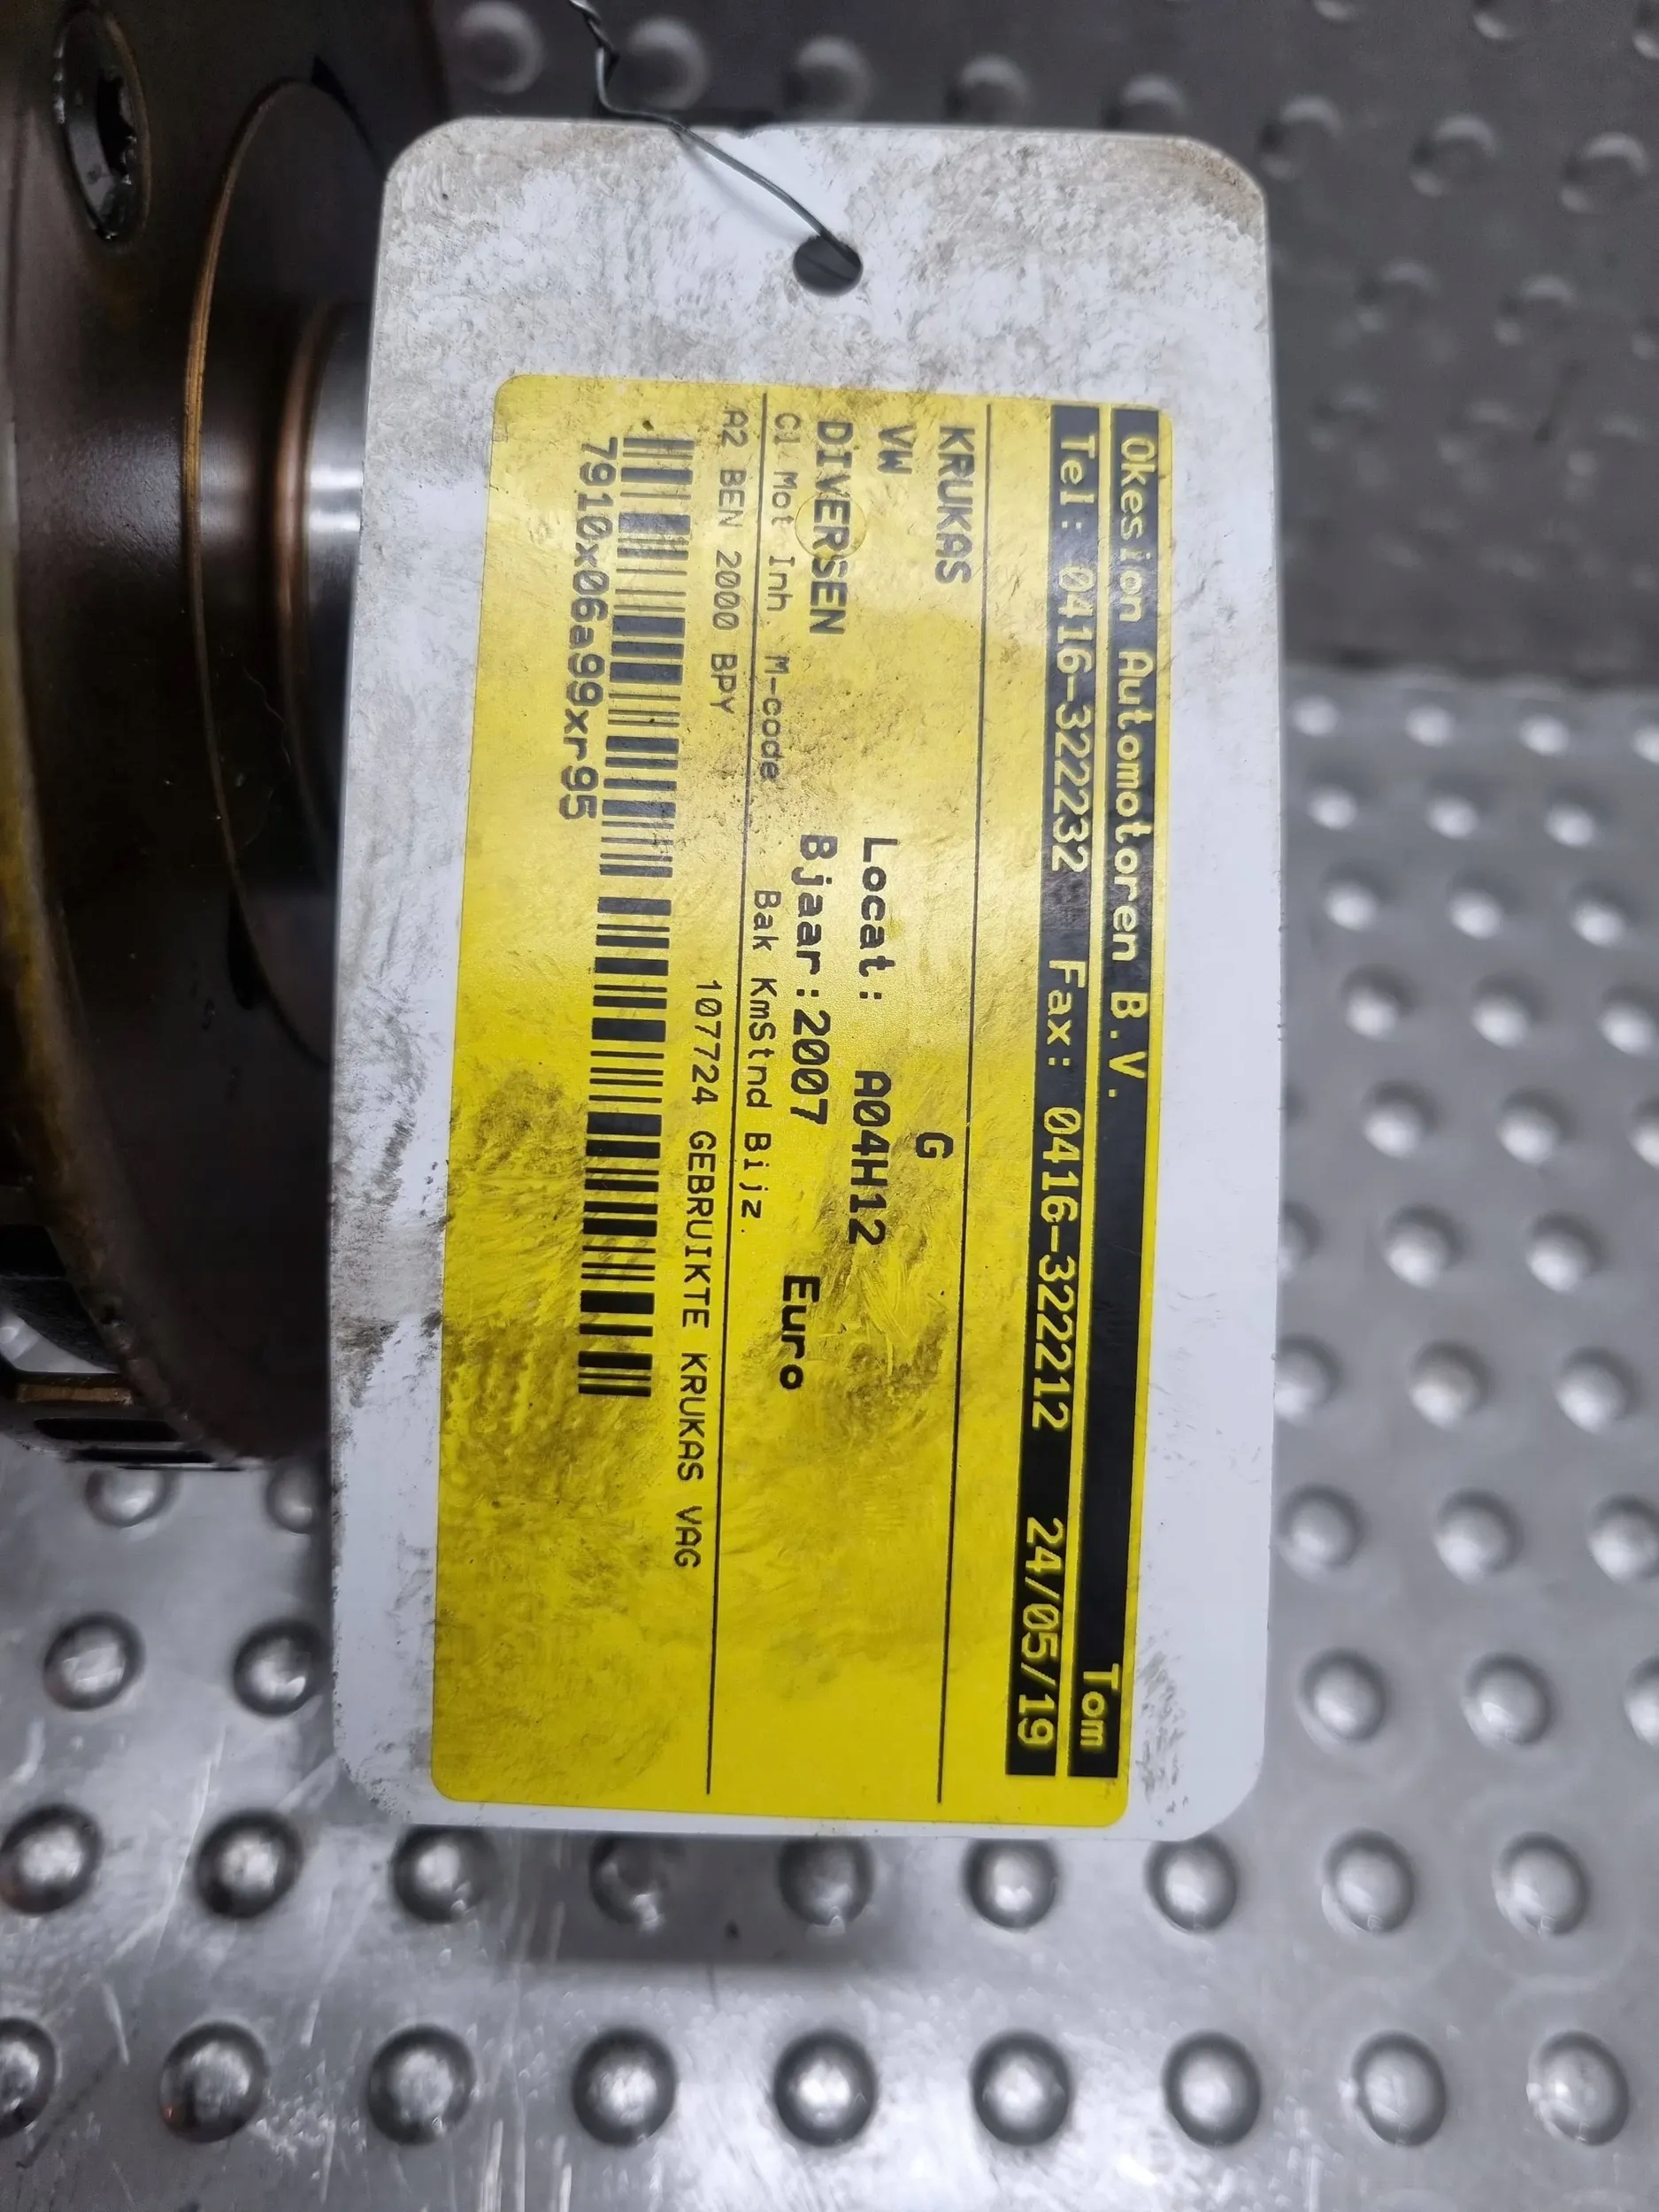 Okesion Automotoren B.V. Tom
Tel: 0416-322232 Fax: 0416-322212 24/05/19
KRUKAS G
VW Locat: A04H12
DIVERSEN Bjaar:2007 Euro
Cl Mot Inh M-code Bak KmStnd Bijz.
A2 BEN 2000 BPY 107724 GEBRUIKTE KRUKAS VAG
7910x06a99xr95